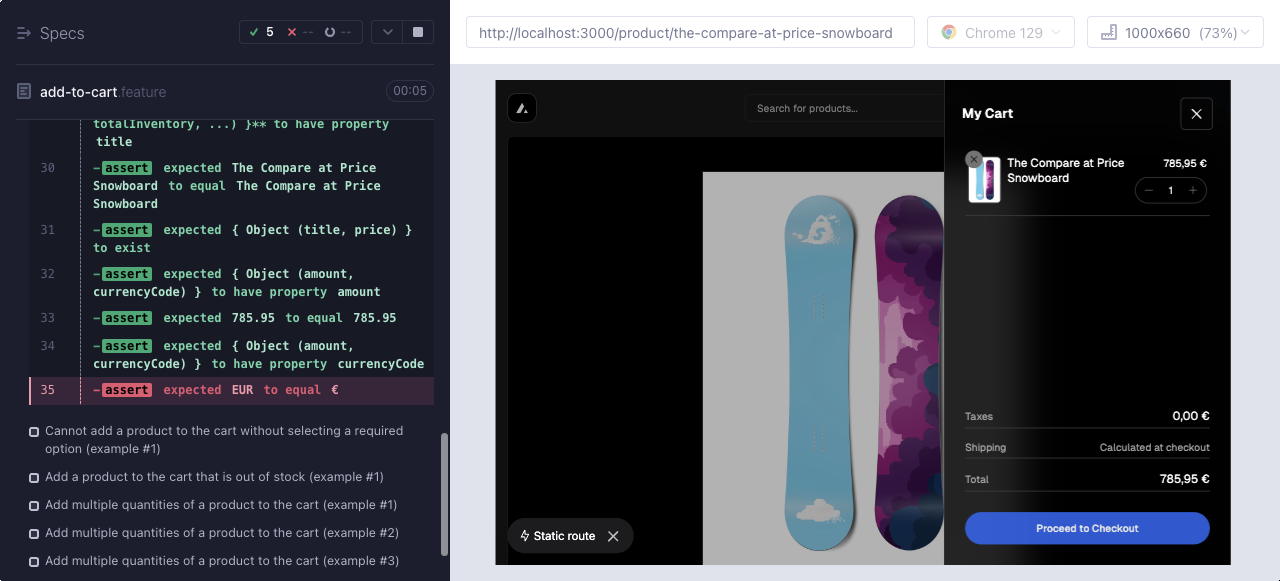 Specs
5
--
--
add-to-cart.feature
00:05
totalInventory, ...) }** to have property
title
30
-assert expected The Compare at Price
Snowboard to equal The Compare at Price
Snowboard
31
-assert expected { Object (title, price) }
to exist
32
-assert expected { Object (amount,
currencyCode) } to have property amount
33
-assert expected 785.95 to equal 785.95
34
-assert expected { Object (amount,
currencyCode) } to have property currencyCode
35
-assert expected EUR to equal €
Cannot add a product to the cart without selecting a required
option (example #1)
Add a product to the cart that is out of stock (example #1)
Add multiple quantities of a product to the cart (example #1)
Add multiple quantities of a product to the cart (example #2)
Add multiple quantities of a product to the cart (example #3)
http://localhost:3000/product/the-compare-at-price-snowboard
Chrome 129
1000x660 (73%)
Search for products...
My Cart
The Compare at Price
Snowboard
785,95 €
1
Taxes
0,00 €
Shipping
Calculated at checkout
Total
785,95 €
Proceed to Checkout
Static route